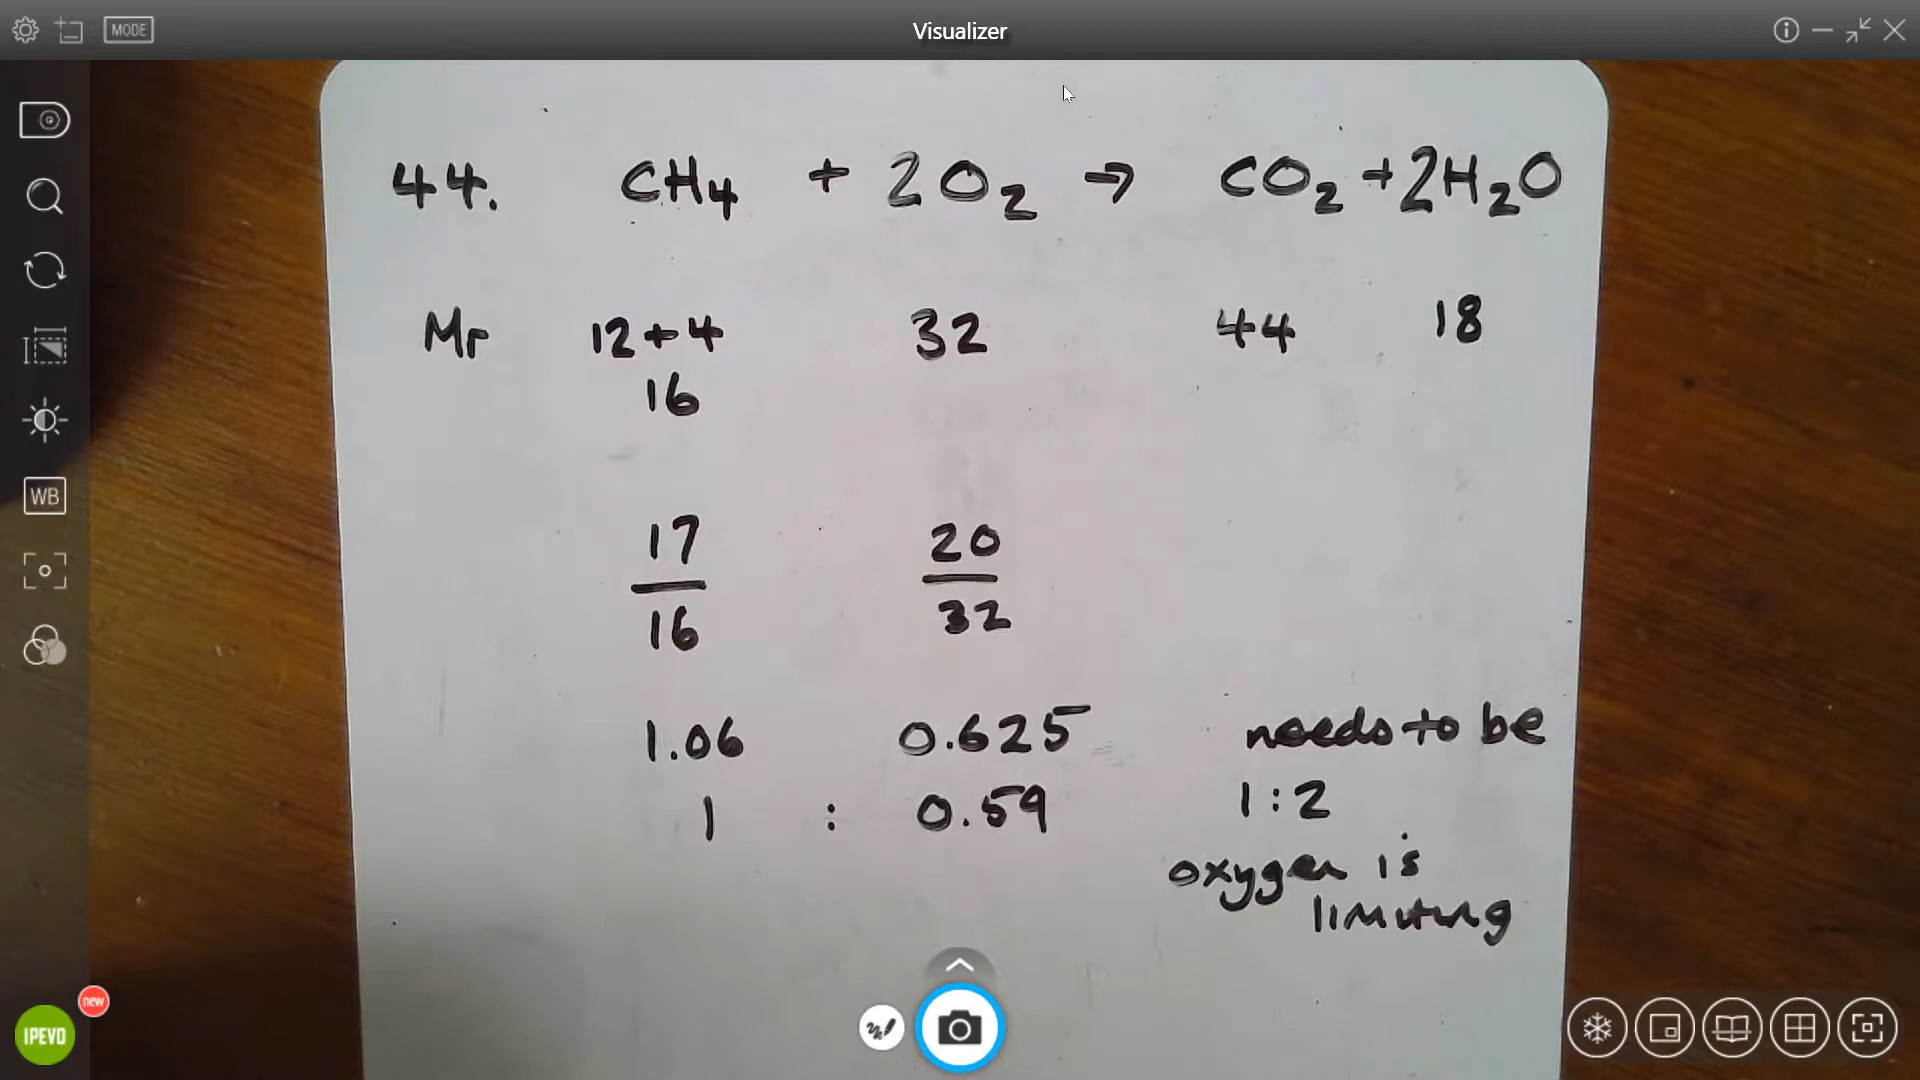 MODE
Visualizer
44. CH4 + 2O2 → CO2 + 2H2O
Mr 12+4 32 44 18
16
17 20
16 32
WB
1.06 0.625 needs to be
1 : 0.59 1:2
oxygen is
limiting
new
IPEVO